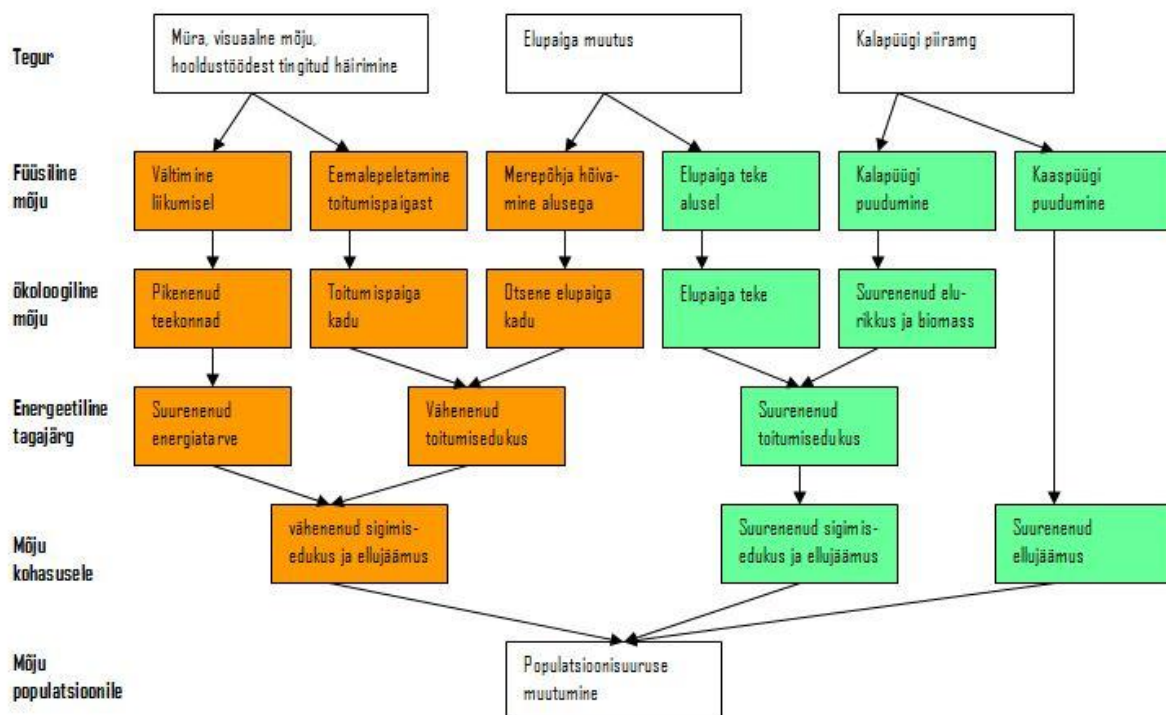 Tegur
Müra, visuaalne mõju,
hooldustöödest tingitud häirimine
Elupaiga muutus
Kalapüügi piiramg
Füüsiline
mõju
Vältimine
liikumisel
Eemalepeletamine
toitumispaigast
Merepõhja hõiva-
mine alusega
Elupaiga teke
alusel
Kalapüügi
puudumine
Kaaspüügi
puudumine
ökoloogiline
mõju
Pikenenud
teekonnad
Toitumispaiga
kadu
Otsene elupaiga
kadu
Elupaiga teke
Suurenenud elu-
rikkus ja biomass
Energeetiline
tagajärg
Suurenenud
energiatarve
Vähenenud
toitumisedukus
Suurenenud
toitumisedukus
Mõju
kohasusele
vähenenud sigimis-
edukus ja ellujäämus
Suurenenud sigimis-
edukus ja ellujäämus
Suurenenud
ellujäämus
Mõju
populatsioonile
Populatsioonisuuruse
muutumine